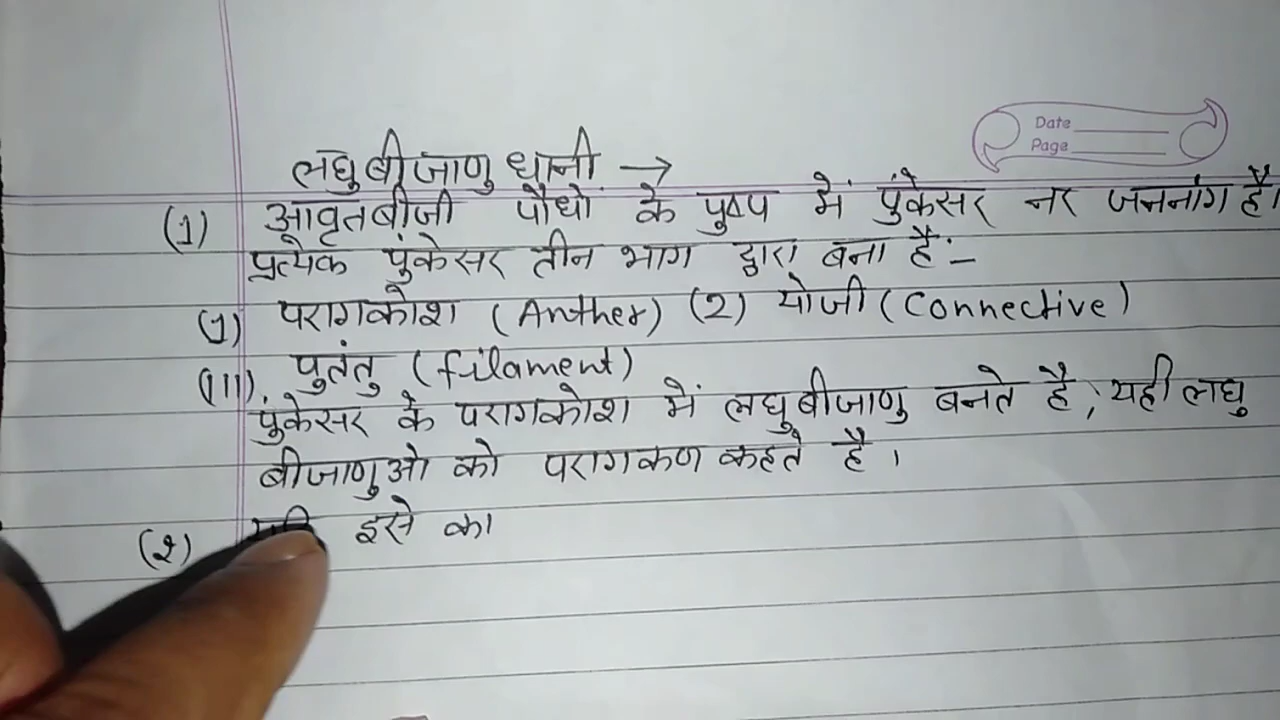 Date
Page
लघुबीजाणुधानी →
(1) आवृतबीजी पौधों के पुष्प में पुंकेसर नर जननांग है।
प्रत्येक पुंकेसर तीन भाग द्वारा बना है:-
(1) परागकोश (Anther) (2) योजी (Connective)
(III). पुतंतु (filament)
पुंकेसर के परागकोश में लघुबीजाणु बनते है, यही लघु
बीजाणुओ को परागकण कहते है।
(2) इसे का